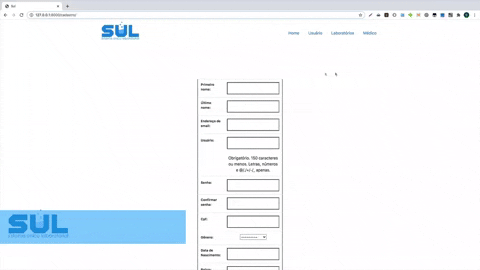 Sul
127.0.0.1:8000/cadastro/
SUL
Home Usuário Laboratórios Médico
Primeiro nome:
Último nome:
Endereço de email:
Usuário:
Obrigatório. 150 caracteres
ou menos. Letras, números
e @/./+/-/_ apenas.
Senha:
Confirmar senha:
Cpf:
Gênero:
Data de Nascimento:
SUL